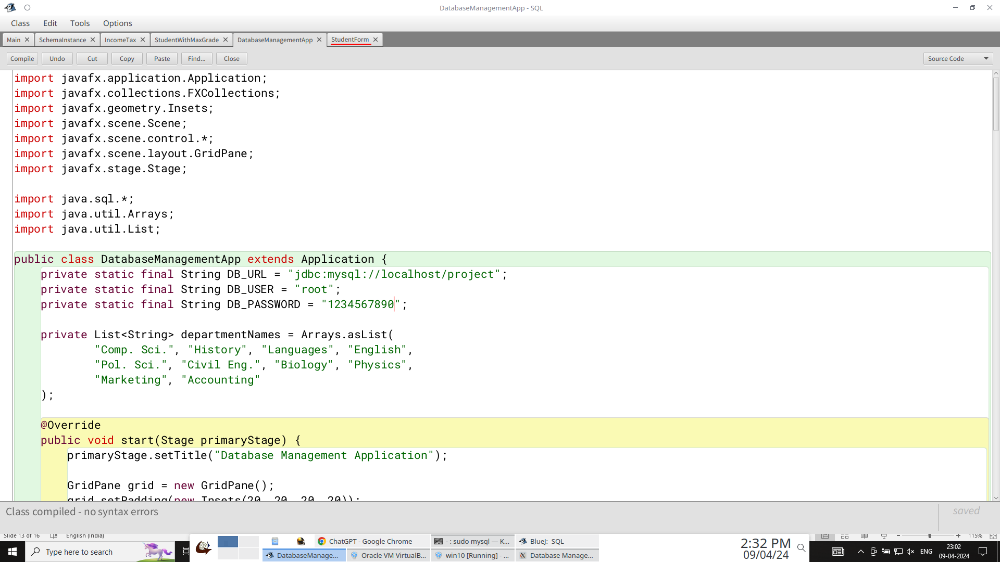 DatabaseManagementApp - SQL
Class Edit Tools Options
Main SchemaInstance IncomeTax StudentWithMaxGrade DatabaseManagementApp StudentForm
Compile Undo Cut Copy Paste Find... Close Source Code
import javafx.application.Application;
import javafx.collections.FXCollections;
import javafx.geometry.Insets;
import javafx.scene.Scene;
import javafx.scene.control.*;
import javafx.scene.layout.GridPane;
import javafx.stage.Stage;
import java.sql.*;
import java.util.Arrays;
import java.util.List;
public class DatabaseManagementApp extends Application {
private static final String DB_URL = "jdbc:mysql://localhost/project";
private static final String DB_USER = "root";
private static final String DB_PASSWORD = "1234567890";
private List<String> departmentNames = Arrays.asList(
"Comp. Sci.", "History", "Languages", "English",
"Pol. Sci.", "Civil Eng.", "Biology", "Physics",
"Marketing", "Accounting"
);
@Override
public void start(Stage primaryStage) {
primaryStage.setTitle("Database Management Application");
GridPane grid = new GridPane();
grid.setPadding(new Insets(20, 20, 20, 20));
Class compiled - no syntax errors
saved
Slide 13 of 16 English (India) 115%
ChatGPT - Google Chrome - : sudo mysql — K... BlueJ: SQL
DatabaseManage... Oracle VM VirtualB... win10 [Running] - ... Database Manage...
2:32 PM
09/04/24
Type here to search
ENG
23:02
09-04-2024